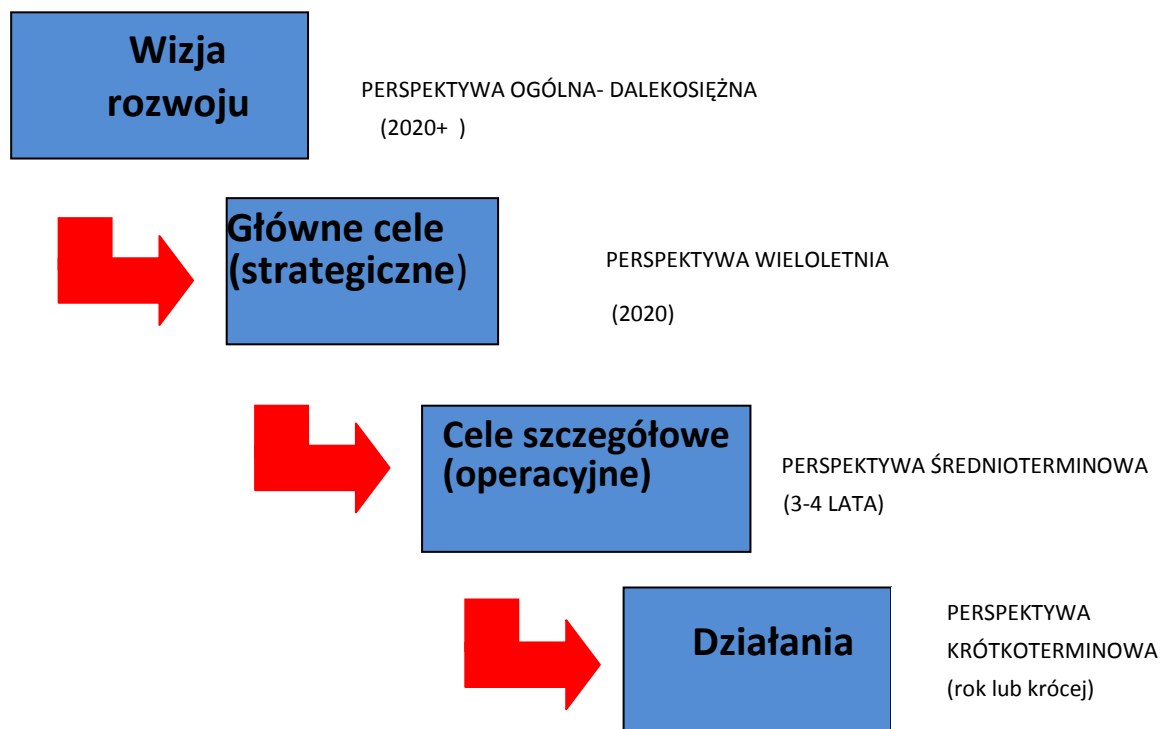 Wizja
rozwoju
PERSPEKTYWA OGÓLNA- DALEKOSIĘŻNA
(2020+  )
Główne cele
(strategiczne)
PERSPEKTYWA WIELOLETNIA
(2020)
Cele szczegółowe
(operacyjne)
PERSPEKTYWA ŚREDNIOTERMINOWA
(3-4 LATA)
Działania
PERSPEKTYWA
KRÓTKOTERMINOWA
(rok lub krócej)